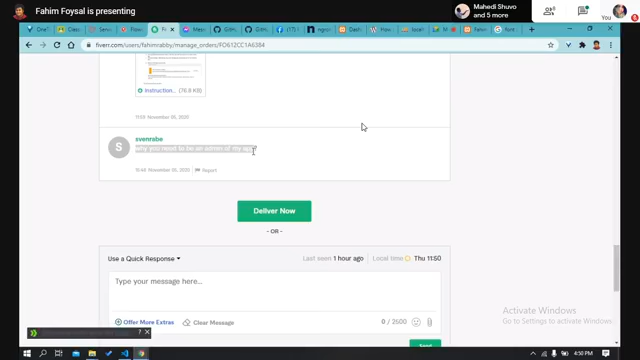 Fahim Foysal is presenting
Mahedi Shuvo
and 5 more
fiverr.com/users/fahimrabby/manage_orders/FO612CC1A6384
Instruction
(76.8 KB)
svenrabe
S
why you need to be an admin of my app?
Report
Deliver Now
- OR -
Use a Quick Response
Last seen 1 hour ago
Local time
Thu 11:50
Type your message here...
Offer More Extras
Clear Message
0 / 2500
Activate Windows
Go to Settings to activate Windows.
4:50 PM